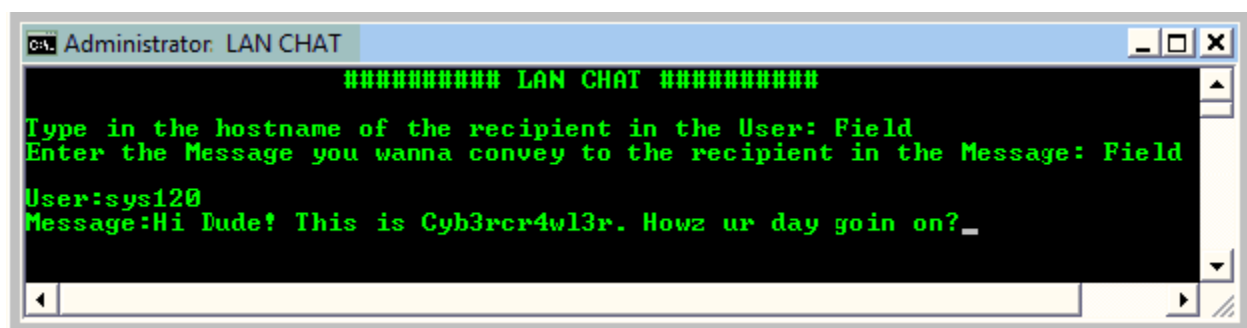 Administrator: LAN CHAT
########## LAN CHAT ##########
Type in the hostname of the recipient in the User: Field
Enter the Message you wanna convey to the recipient in the Message: Field
User:sys120
Message:Hi Dude! This is Cyb3rcr4wl3r. Howz ur day goin on?_